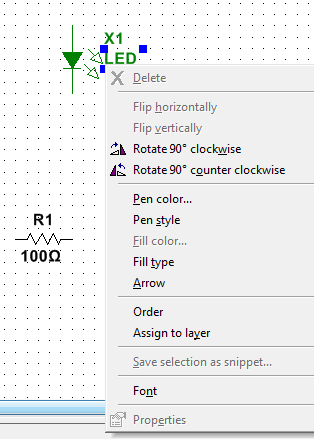 X1
LED
Delete
Flip horizontally
Flip vertically
Rotate 90° clockwise
Rotate 90° counter clockwise
Pen color...
Pen style
Fill color...
Fill type
Arrow
Order
Assign to layer
Save selection as snippet...
Font
Properties
R1
100Ω